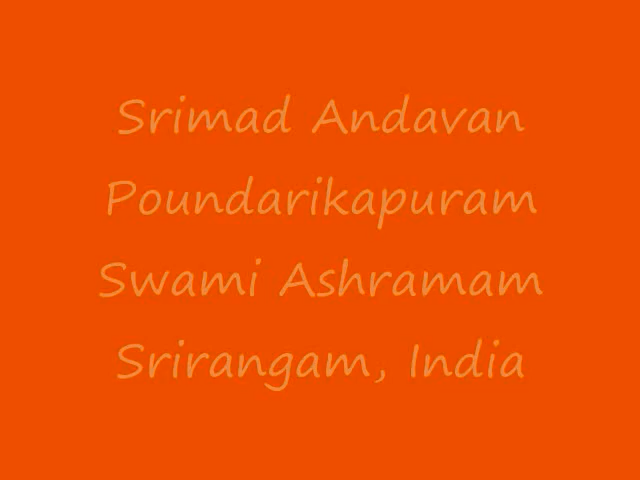 Srimad Andavan
Poundarikapuram
Swami Ashramam
Srirangam, India